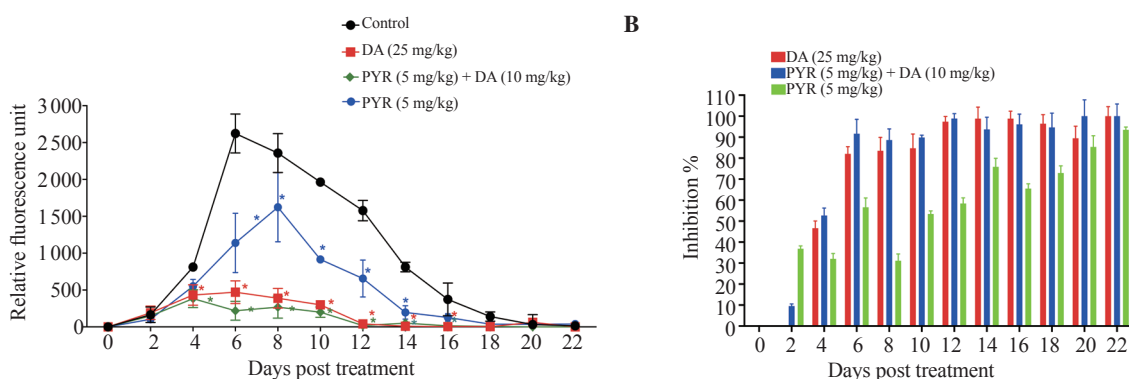 Control
DA (25 mg/kg)
PYR (5 mg/kg) + DA (10 mg/kg)
PYR (5 mg/kg)
3 000
2 500
2 000
1 500
1 000
500
0
Relative fluorescence unit
0 2 4 6 8 10 12 14 16 18 20 22
Days post treatment
B
DA (25 mg/kg)
PYR (5 mg/kg) + DA (10 mg/kg)
PYR (5 mg/kg)
110
100
90
80
70
60
50
40
30
20
10
0
Inhibition %
0 2 4 6 8 10 12 14 16 18 20 22
Days post treatment